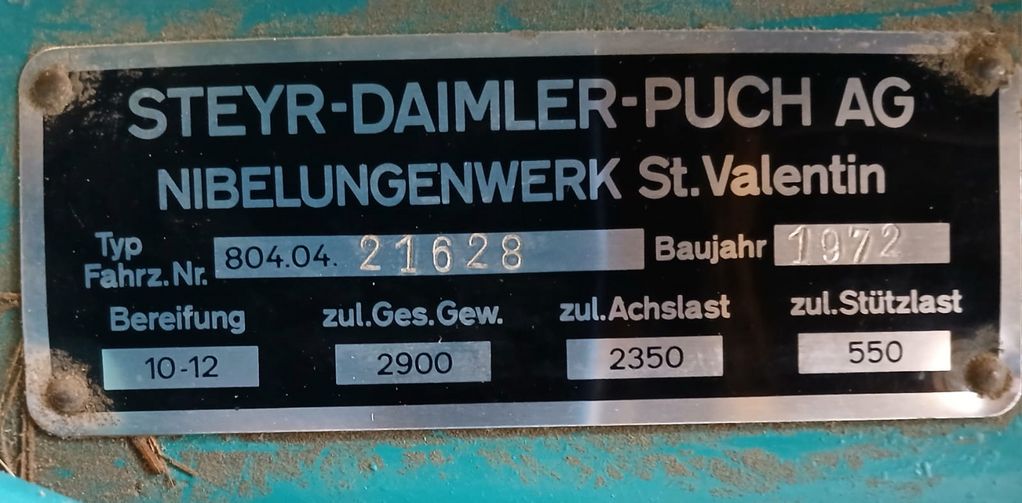 STEYR-DAIMLER-PUCH AG
NIBELUNGENWERK St. Valentin
Typ
Fahrz. Nr. 804.04. 21628 Baujahr 1972
Bereifung zul.Ges.Gew. zul.Achslast zul.Stützlast
10-12 2900 2350 550